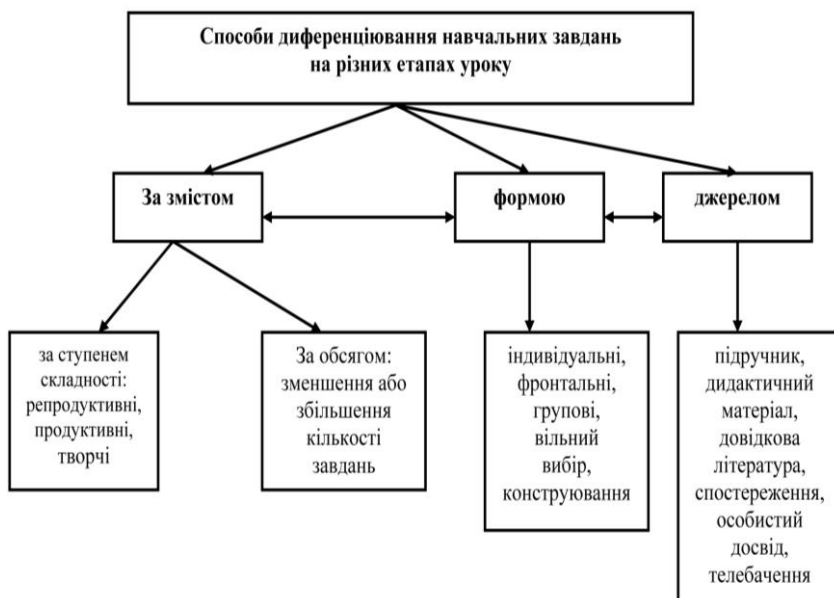 Способи диференціювання навчальних завдань
на різних етапах уроку
За змістом
формою
джерелом
за ступенем
складності:
репродуктивні,
продуктивні,
творчі
За обсягом:
зменшення або
збільшення
кількості
завдань
індивідуальні,
фронтальні,
групові,
вільний
вибір,
конструювання
підручник,
дидактичний
матеріал,
довідкова
література,
спостереження,
особистий
досвід,
телебачення